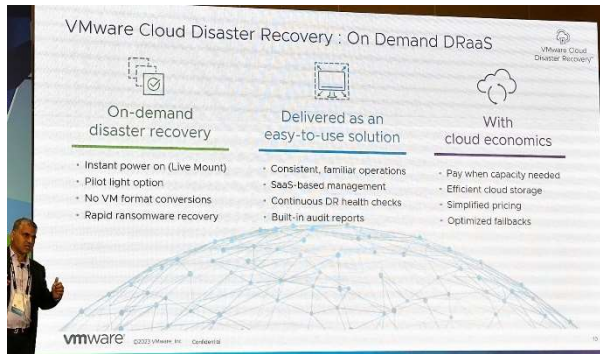 VMware Cloud Disaster Recovery : On Demand DRaaS
VMware Cloud
Disaster Recovery™
On-demand
disaster recovery
• Instant power on (Live Mount)
• Pilot light option
• No VM format conversions
• Rapid ransomware recovery
Delivered as an
easy-to-use solution
• Consistent, familiar operations
• SaaS-based management
• Continuous DR health checks
• Built-in audit reports
With
cloud economics
• Pay when capacity needed
• Efficient cloud storage
• Simplified pricing
• Optimized failbacks
vmware
©2023 VMware, Inc.
Confidential
10